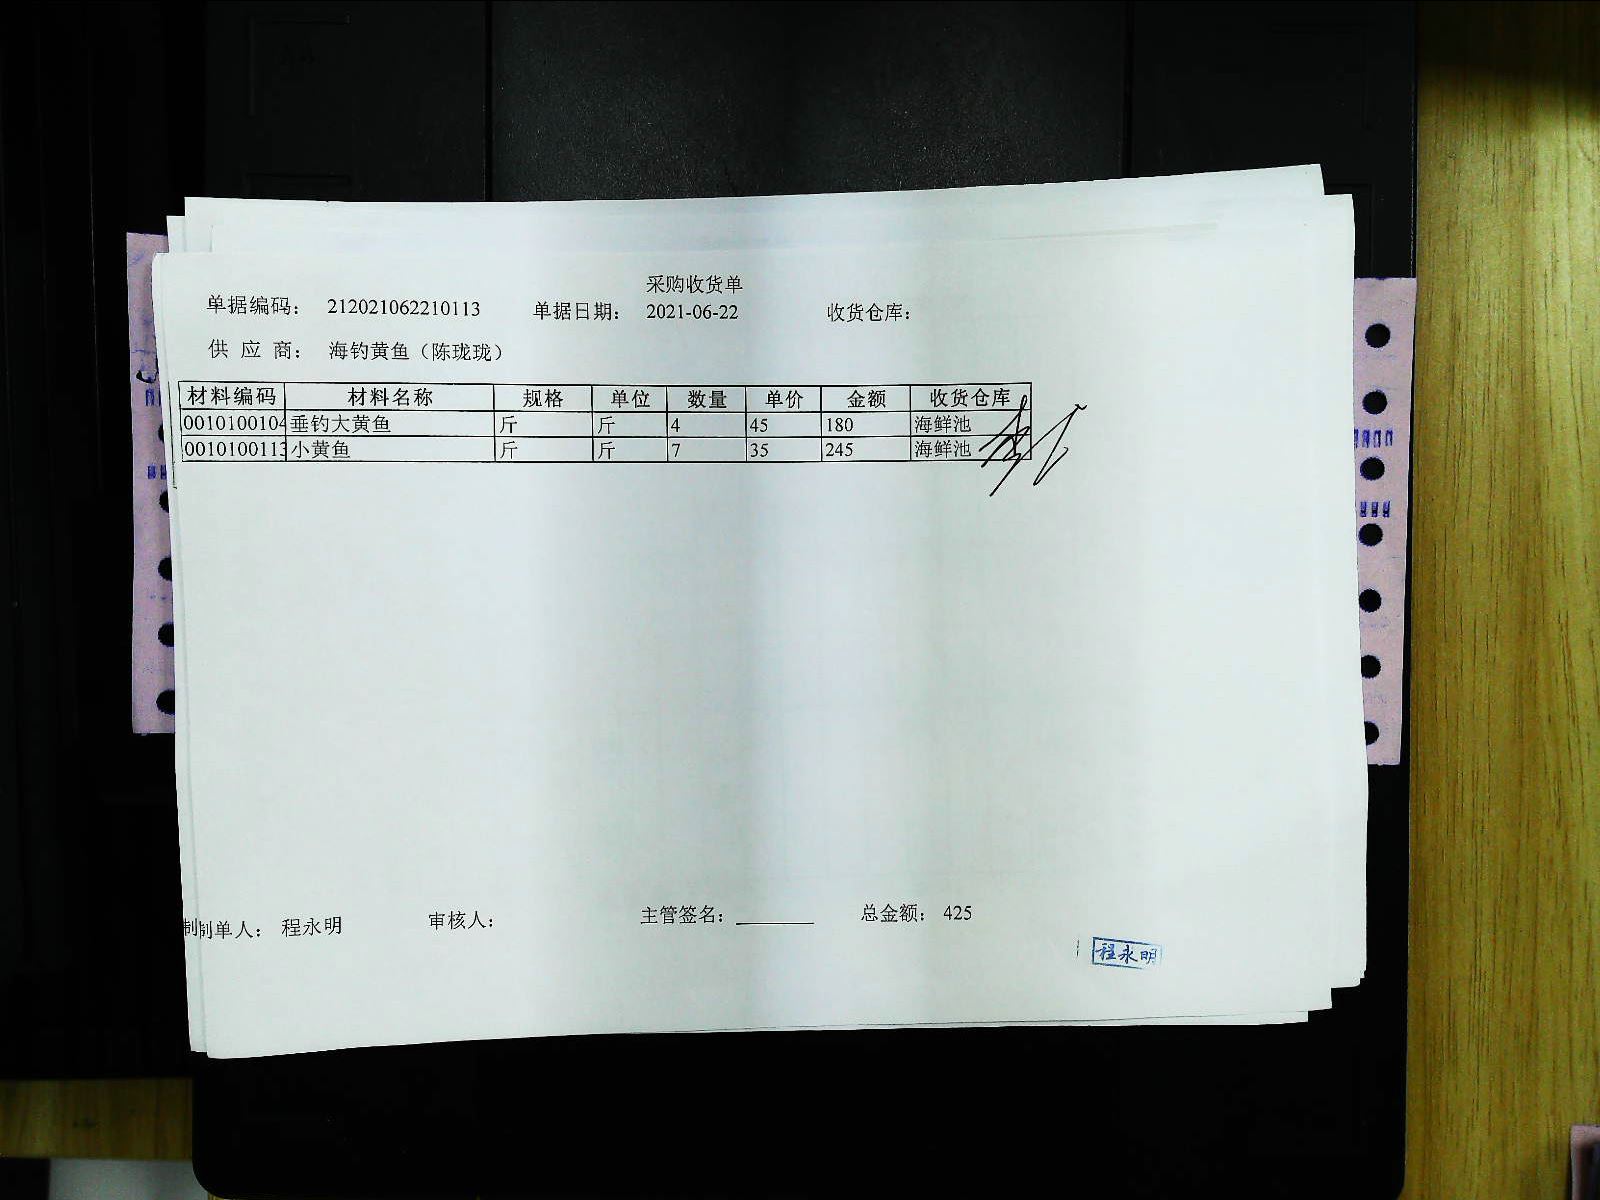 采购收货单
单据编码： 212021062210113 单据日期： 2021-06-22 收货仓库：
供 应 商： 海钓黄鱼（陈珑珑）
材料编码 材料名称 规格 单位 数量 单价 金额 收货仓库
0010100104 垂钓大黄鱼 斤 斤 4 45 180 海鲜池
0010100113 小黄鱼 斤 斤 7 35 245 海鲜池
制单人： 程永明 审核人： 主管签名： 总金额： 425
程永明